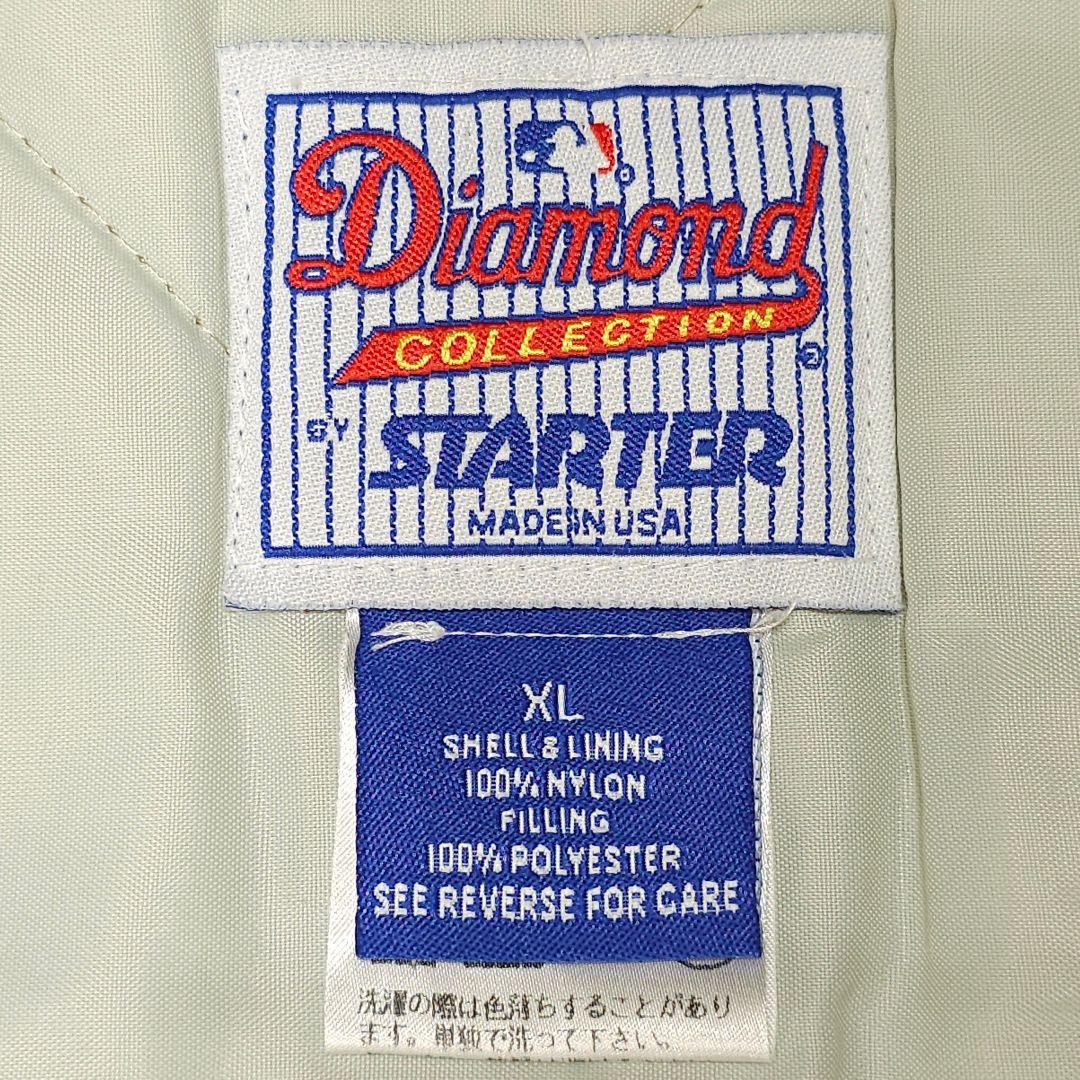 Diamond
COLLECTION
BY STARTER
MADE IN USA
XL
SHELL & LINING
100% NYLON
FILLING
100% POLYESTER
SEE REVERSE FOR CARE
洗濯の際は色落ちすることがあり
ます。単独で洗って下さい。